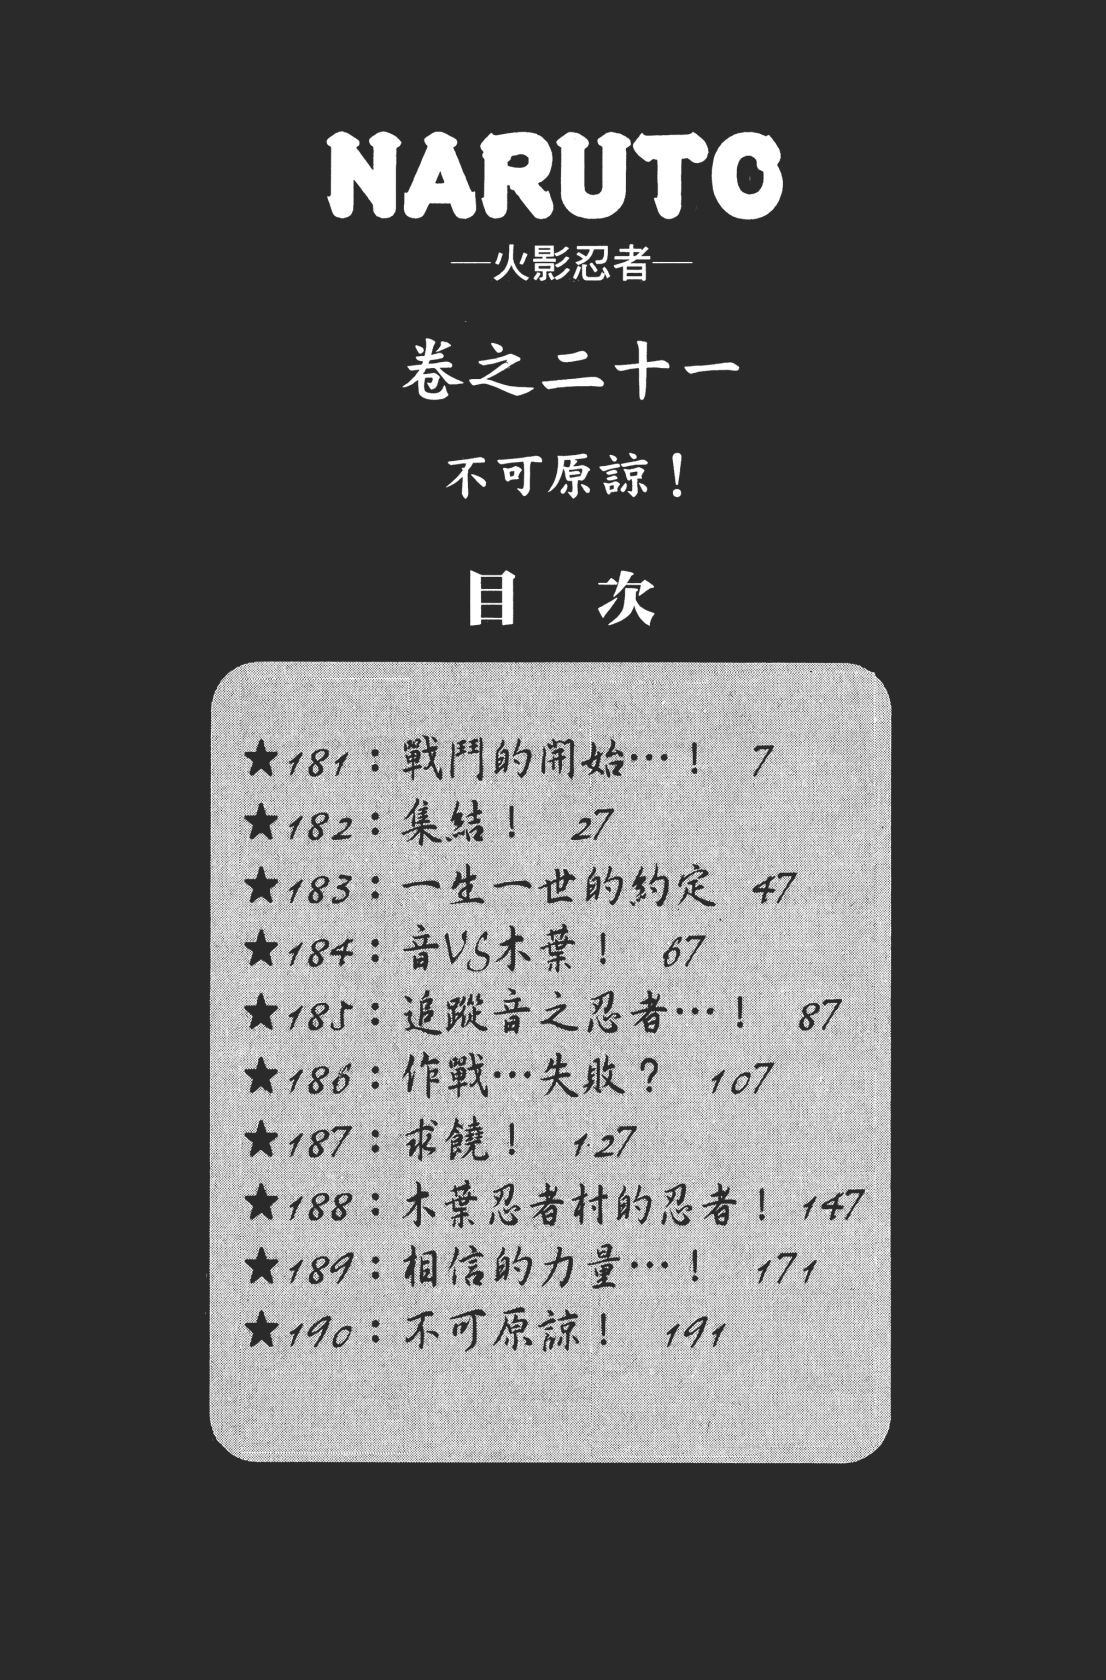 NARUTO
—火影忍者—
卷之二十一
不可原諒！
目 次
★181：戰鬥的開始…！ 7
★182：集結！ 27
★183：一生一世的約定 47
★184：音VS木葉！ 67
★185：追蹤音之忍者…！ 87
★186：作戰…失敗？ 107
★187：求饒！ 127
★188：木葉忍者村的忍者！ 147
★189：相信的力量…！ 171
★190：不可原諒！ 191